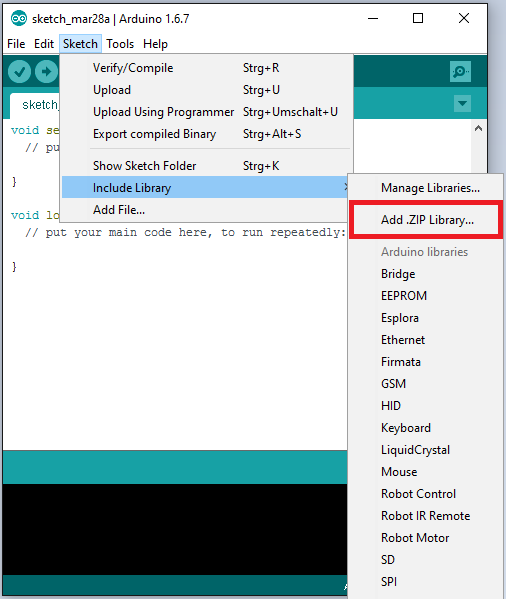 sketch_mar28a | Arduino 1.6.7
File Edit Sketch Tools Help
Verify/Compile Strg+R
Upload Strg+U
Upload Using Programmer Strg+Umschalt+U
Export compiled Binary Strg+Alt+S
Show Sketch Folder Strg+K
Include Library
Add File...
sketch_
void se
// pu
}
void lo
// put your main code here, to run repeatedly:
}
Manage Libraries...
Add .ZIP Library...
Arduino libraries
Bridge
EEPROM
Esplora
Ethernet
Firmata
GSM
HID
Keyboard
LiquidCrystal
Mouse
Robot Control
Robot IR Remote
Robot Motor
SD
SPI